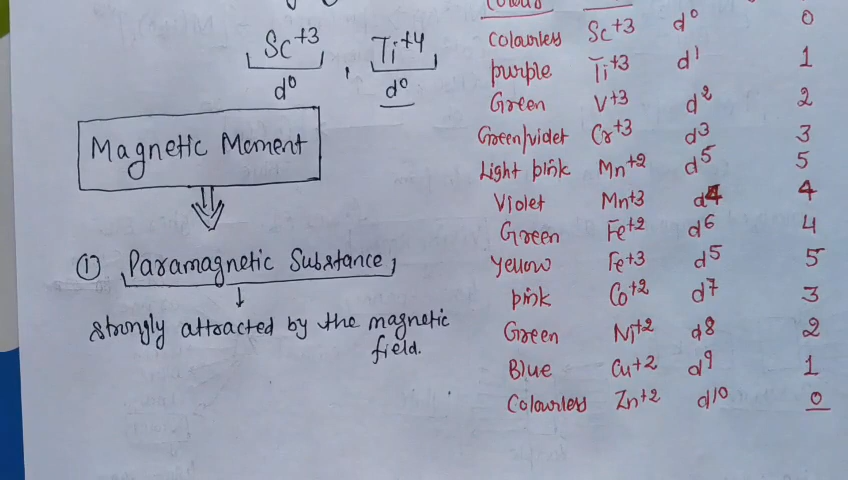 Sc+3 , Ti+4
d0 d0
Magnetic Moment
① Paramagnetic Substance
strongly attracted by the magnetic
field.
Colour
colourless Sc+3 d0 0
purple Ti+3 d1 1
Green V+3 d2 2
Green/violet Cr+3 d3 3
Light pink Mn+2 d5 5
Violet Mn+3 d4 4
Green Fe+2 d6 4
Yellow Fe+3 d5 5
pink Co+2 d7 3
Green Ni+2 d8 2
Blue Cu+2 d9 1
Colourless Zn+2 d10 0